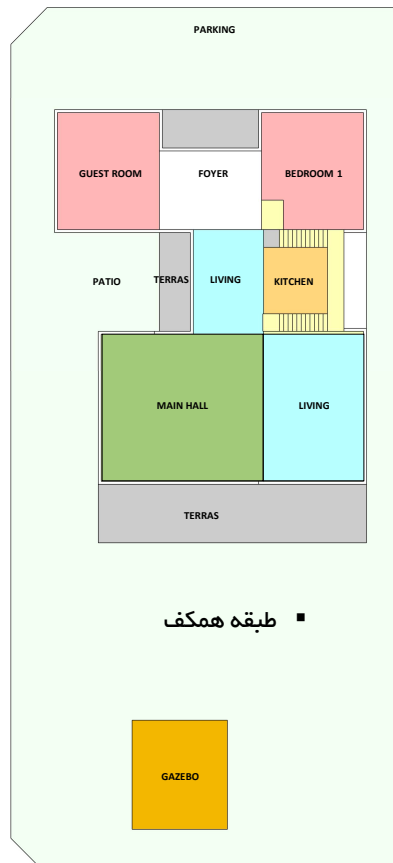 PARKING
GUEST ROOM
FOYER
BEDROOM 1
PATIO
TERRAS
LIVING
KITCHEN
MAIN HALL
LIVING
TERRAS
▪ طبقه همکف
GAZEBO